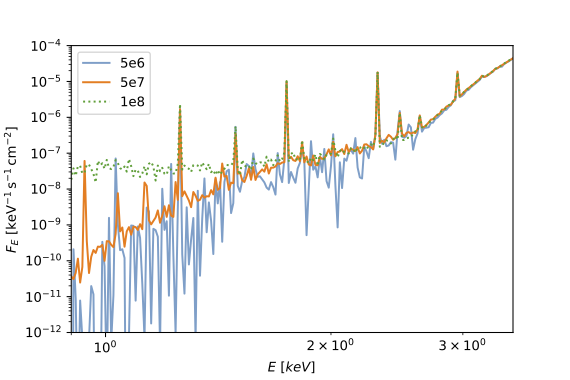 10⁻⁴
10⁻⁵
10⁻⁶
10⁻⁷
10⁻⁸
10⁻⁹
10⁻¹⁰
10⁻¹¹
10⁻¹²
F_E [keV⁻¹ s⁻¹ cm⁻²]
5e6
5e7
1e8
10⁰ 2 × 10⁰ 3 × 10⁰
E [keV]